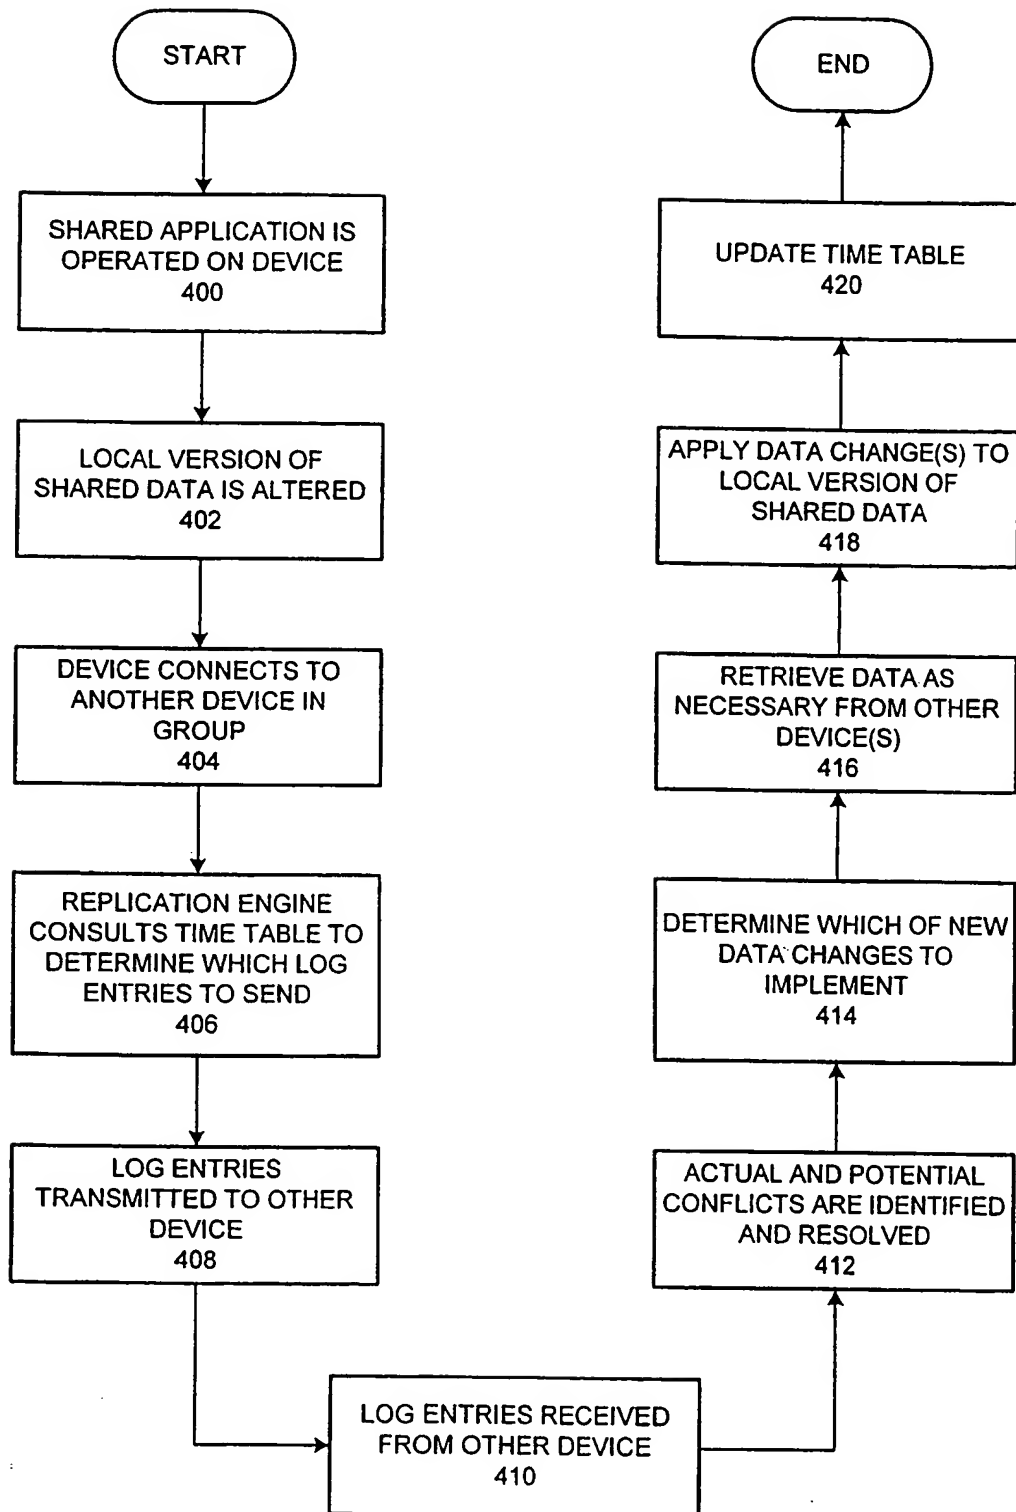 START
SHARED APPLICATION IS
OPERATED ON DEVICE
400
LOCAL VERSION OF
SHARED DATA IS ALTERED
402
DEVICE CONNECTS TO
ANOTHER DEVICE IN
GROUP
404
REPLICATION ENGINE
CONSULTS TIME TABLE TO
DETERMINE WHICH LOG
ENTRIES TO SEND
406
LOG ENTRIES
TRANSMITTED TO OTHER
DEVICE
408
LOG ENTRIES RECEIVED
FROM OTHER DEVICE
410
ACTUAL AND POTENTIAL
CONFLICTS ARE IDENTIFIED
AND RESOLVED
412
DETERMINE WHICH OF NEW
DATA CHANGES TO
IMPLEMENT
414
RETRIEVE DATA AS
NECESSARY FROM OTHER
DEVICE(S)
416
APPLY DATA CHANGE(S) TO
LOCAL VERSION OF
SHARED DATA
418
UPDATE TIME TABLE
420
END